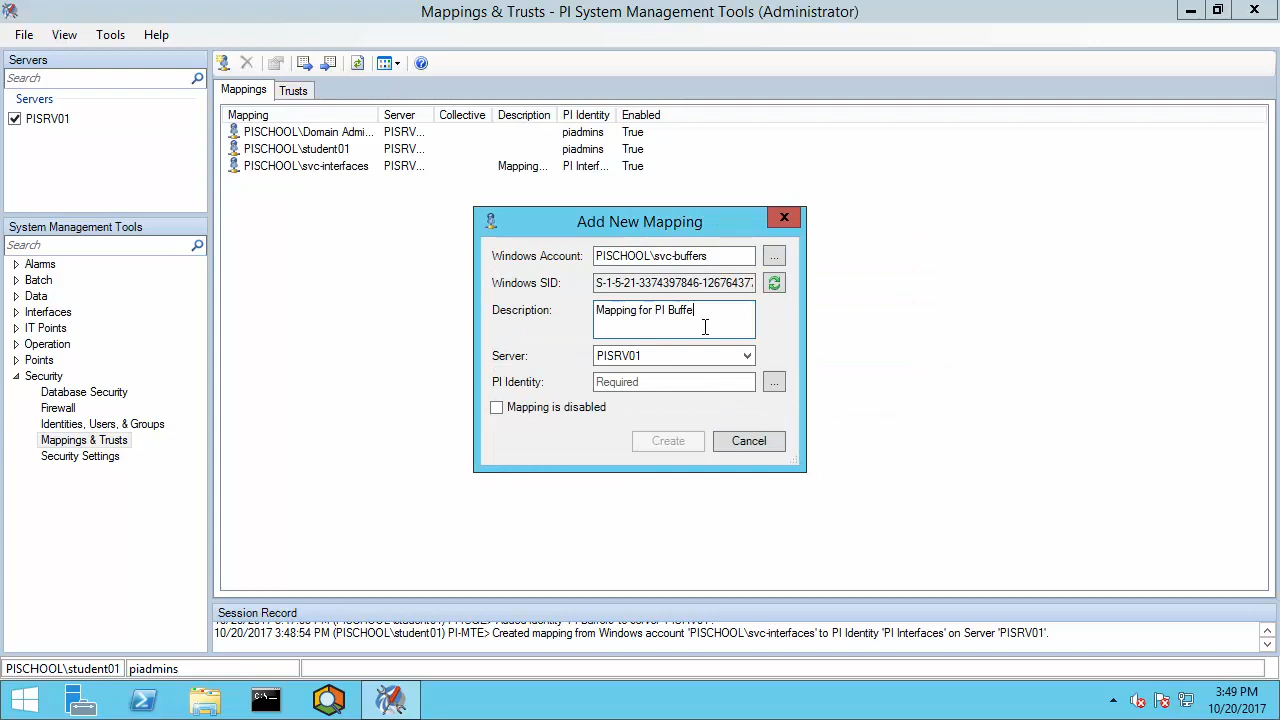 Mappings & Trusts - PI System Management Tools (Administrator)
File View Tools Help
Servers
Search
Servers
PISRV01
System Management Tools
Search
Alarms
Batch
Data
Interfaces
IT Points
Operation
Points
Security
Database Security
Firewall
Identities, Users, & Groups
Mappings & Trusts
Security Settings
Mappings Trusts
Mapping Server Collective Description PI Identity Enabled
PISCHOOL\Domain Admi... PISRV... piadmins True
PISCHOOL\student01 PISRV... piadmins True
PISCHOOL\svc-interfaces PISRV... Mapping... PI Interf... True
Add New Mapping
Windows Account: PISCHOOL\svc-buffers ...
Windows SID: S-1-5-21-3374397846-126764377
Description: Mapping for PI Buffe
Server: PISRV01
PI Identity: Required ...
Mapping is disabled
Create Cancel
Session Record
10/20/2017 3:48:54 PM (PISCHOOL\student01) PI-MTE> Created mapping from Windows account 'PISCHOOL\svc-interfaces' to PI Identity 'PI Interfaces' on Server 'PISRV01'.
PISCHOOL\student01 piadmins
3:49 PM
10/20/2017